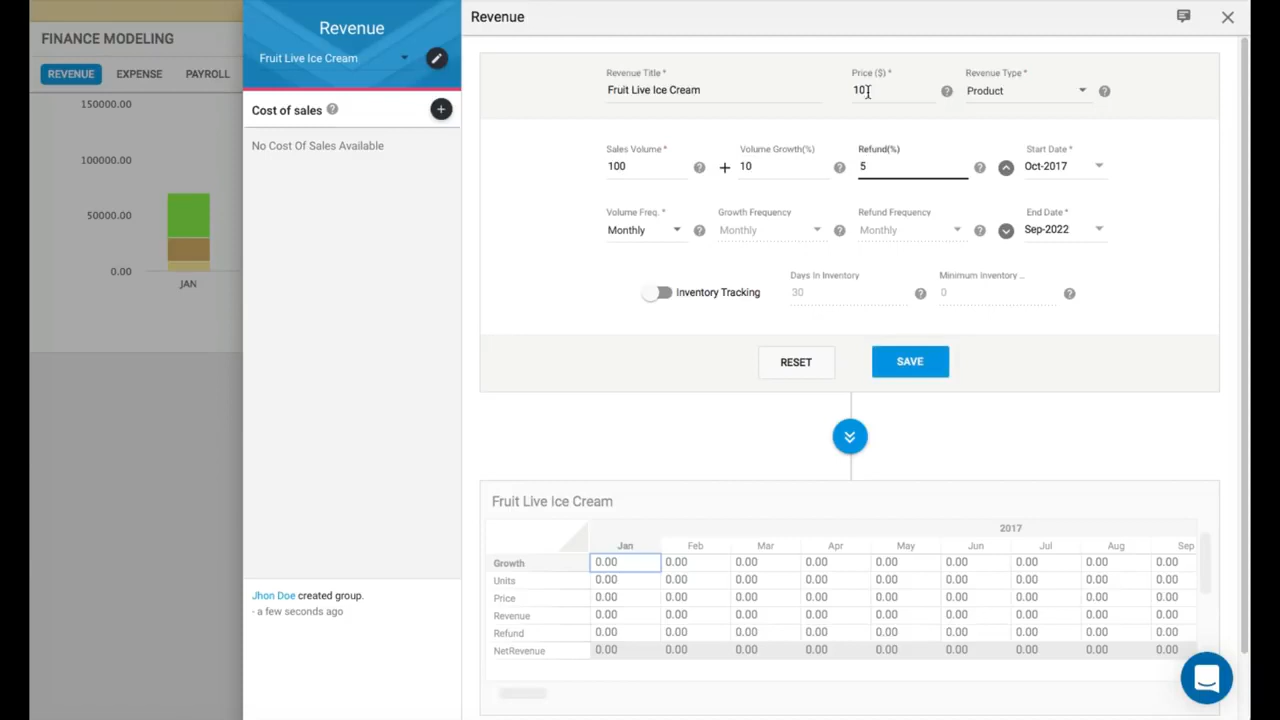 FINANCE MODELING
REVENUE EXPENSE PAYROLL
150000.00
100000.00
50000.00
0.00
JAN
Revenue
Fruit Live Ice Cream
Cost of sales
No Cost Of Sales Available
Jhon Doe created group.
- a few seconds ago
Revenue
Revenue Title * Price ($) * Revenue Type *
Fruit Live Ice Cream 10 Product
Sales Volume * Volume Growth(%) Refund(%) Start Date *
100 + 10 5 Oct-2017
Volume Freq. * Growth Frequency Refund Frequency End Date *
Monthly Monthly Monthly Sep-2022
Days In Inventory Minimum Inventory ...
Inventory Tracking 30 0
RESET SAVE
Fruit Live Ice Cream
2017
Jan Feb Mar Apr May Jun Jul Aug Sep
Growth 0.00 0.00 0.00 0.00 0.00 0.00 0.00 0.00 0.00
Units 0.00 0.00 0.00 0.00 0.00 0.00 0.00 0.00 0.00
Price 0.00 0.00 0.00 0.00 0.00 0.00 0.00 0.00 0.00
Revenue 0.00 0.00 0.00 0.00 0.00 0.00 0.00 0.00 0.00
Refund 0.00 0.00 0.00 0.00 0.00 0.00 0.00 0.00 0.00
NetRevenue 0.00 0.00 0.00 0.00 0.00 0.00 0.00 0.00 0.00